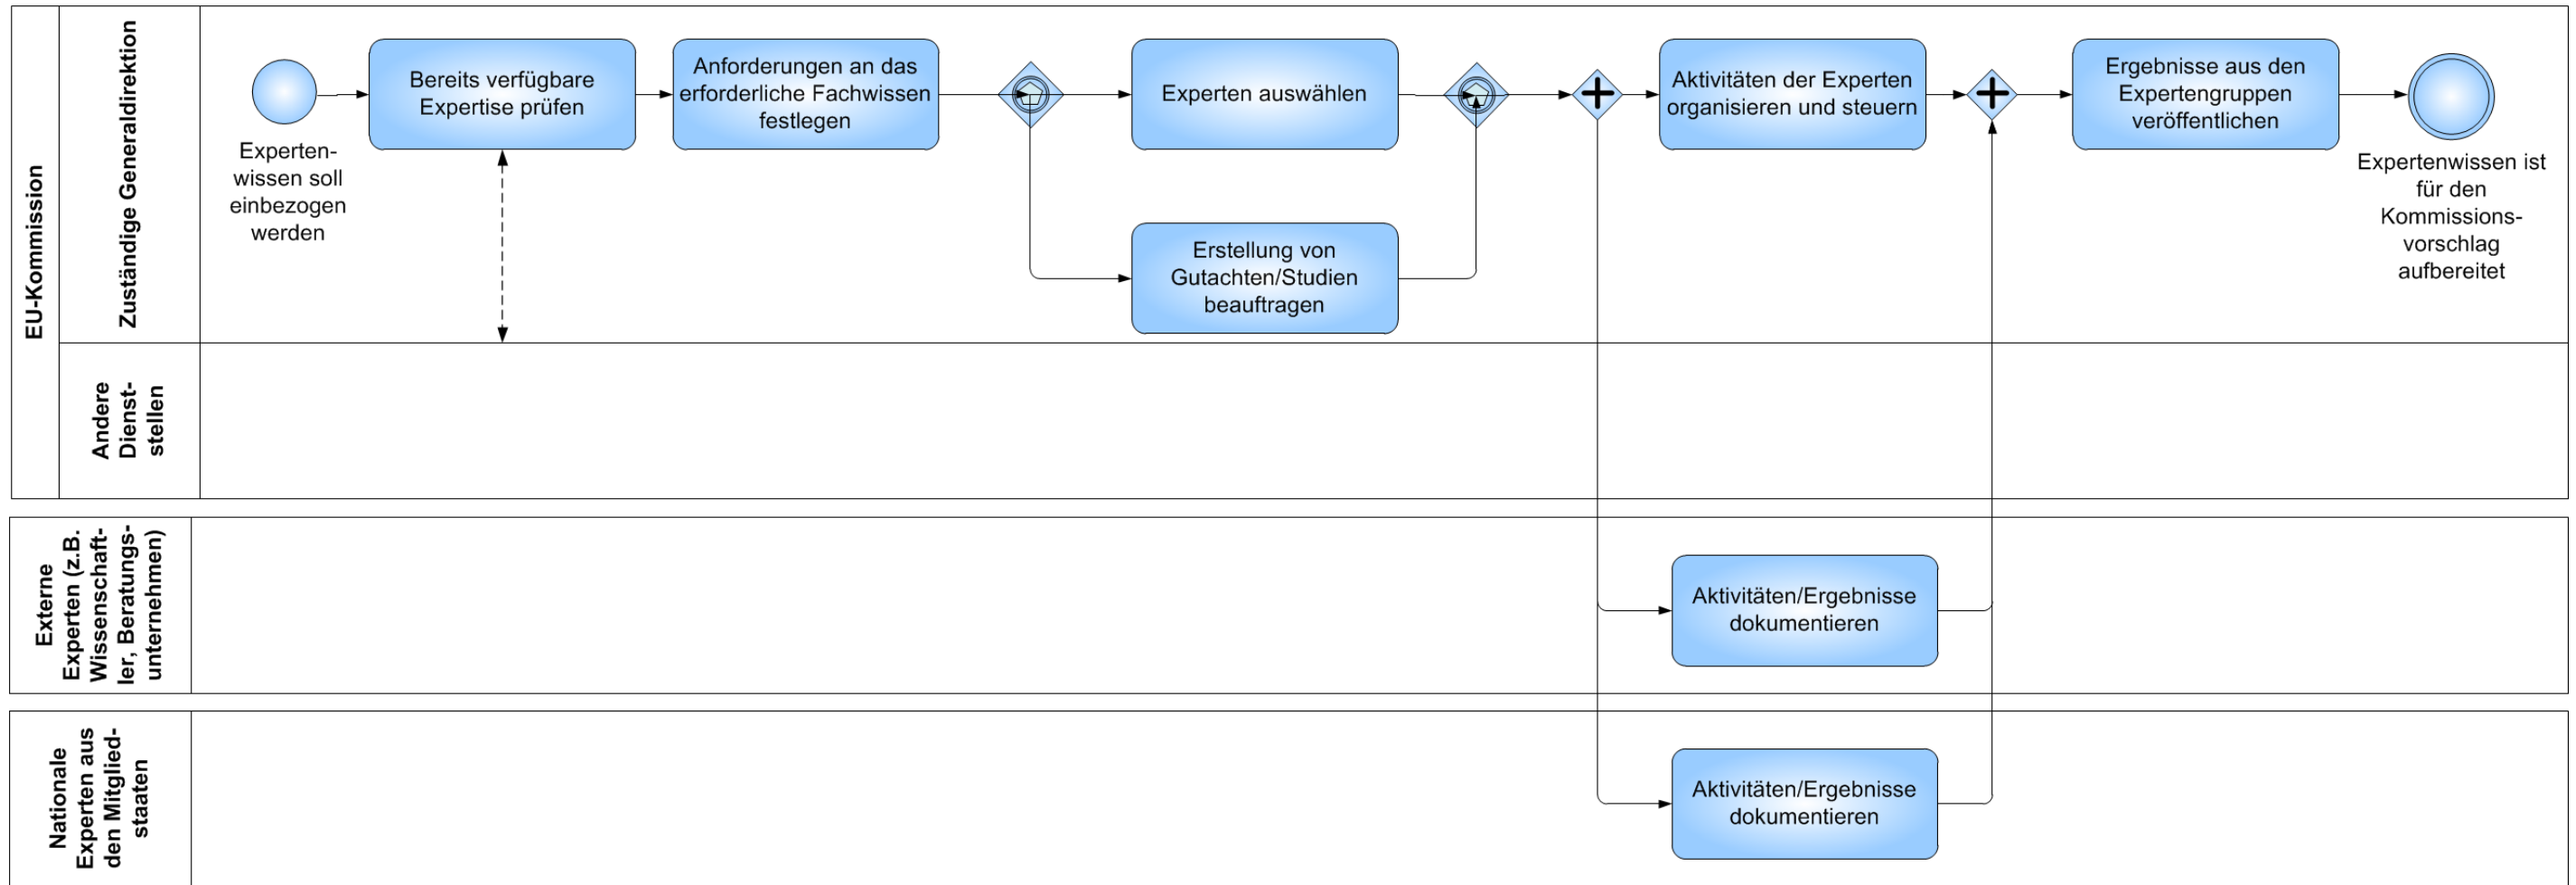 EU-Kommission
Zuständige Generaldirektion
Experten-
wissen soll
einbezogen
werden
Bereits verfügbare
Expertise prüfen
Anforderungen an das
erforderliche Fachwissen
festlegen
Experten auswählen
Erstellung von
Gutachten/Studien
beauftragen
Aktivitäten der Experten
organisieren und steuern
Ergebnisse aus den
Expertengruppen
veröffentlichen
Expertenwissen ist
für den
Kommissions-
vorschlag
aufbereitet
Andere
Dienst-
stellen
Externe
Experten (z.B.
Wissenschaft-
ler, Beratungs-
unternehmen)
Aktivitäten/Ergebnisse
dokumentieren
Nationale
Experten aus
den Mitglied-
staaten
Aktivitäten/Ergebnisse
dokumentieren